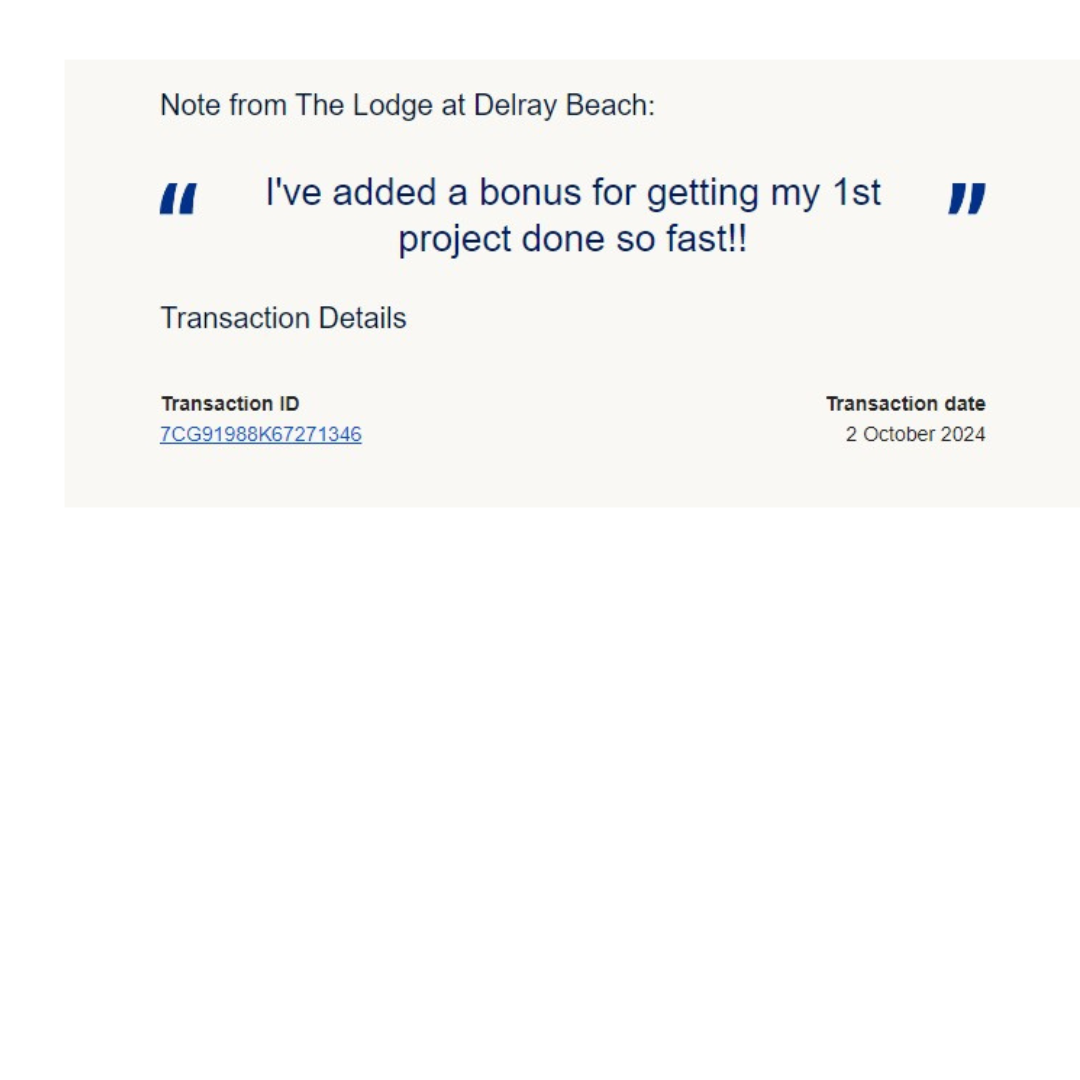 Note from The Lodge at Delray Beach:
“ I've added a bonus for getting my 1st ”
project done so fast!!
Transaction Details
Transaction ID Transaction date
7CG91988K67271346 2 October 2024